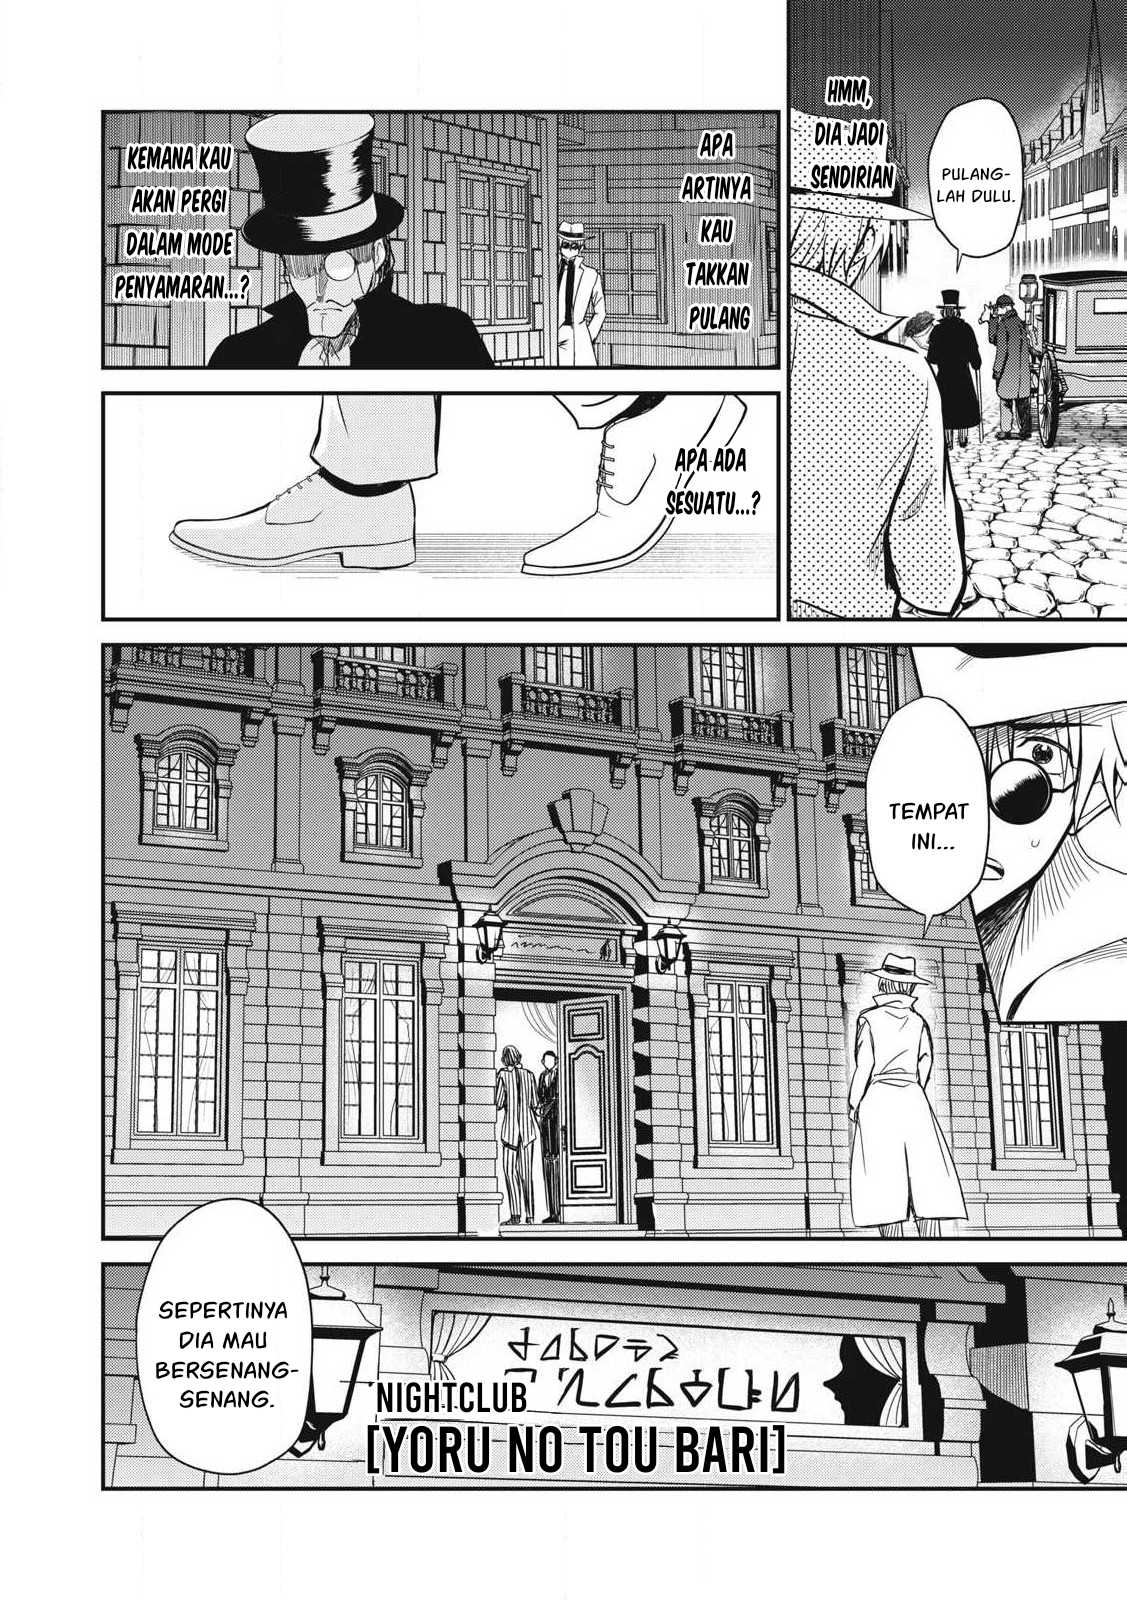 PULANG-
LAH DULU.
HMM,
DIA JADI
SENDIRIAN
APA
ARTINYA
KAU
TAKKAN
PULANG
KEMANA KAU
AKAN PERGI
DALAM MODE
PENYAMARAN...?
APA ADA
SESUATU...?
TEMPAT
INI...
SEPERTINYA
DIA MAU
BERSENANG-
SENANG.
NIGHTCLUB
[YORU NO TOU BARI]